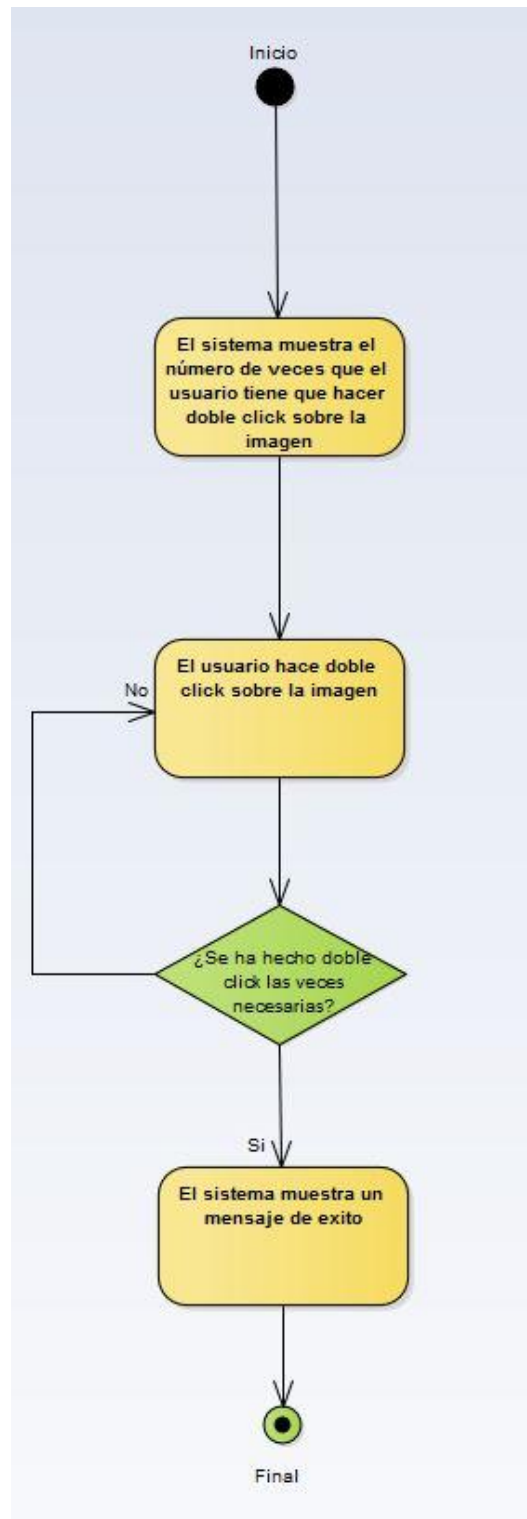 Inicio
El sistema muestra el
número de veces que el
usuario tiene que hacer
doble click sobre la
imagen
El usuario hace doble
click sobre la imagen
No
¿Se ha hecho doble
click las veces
necesarias?
Si
El sistema muestra un
mensaje de exito
Final